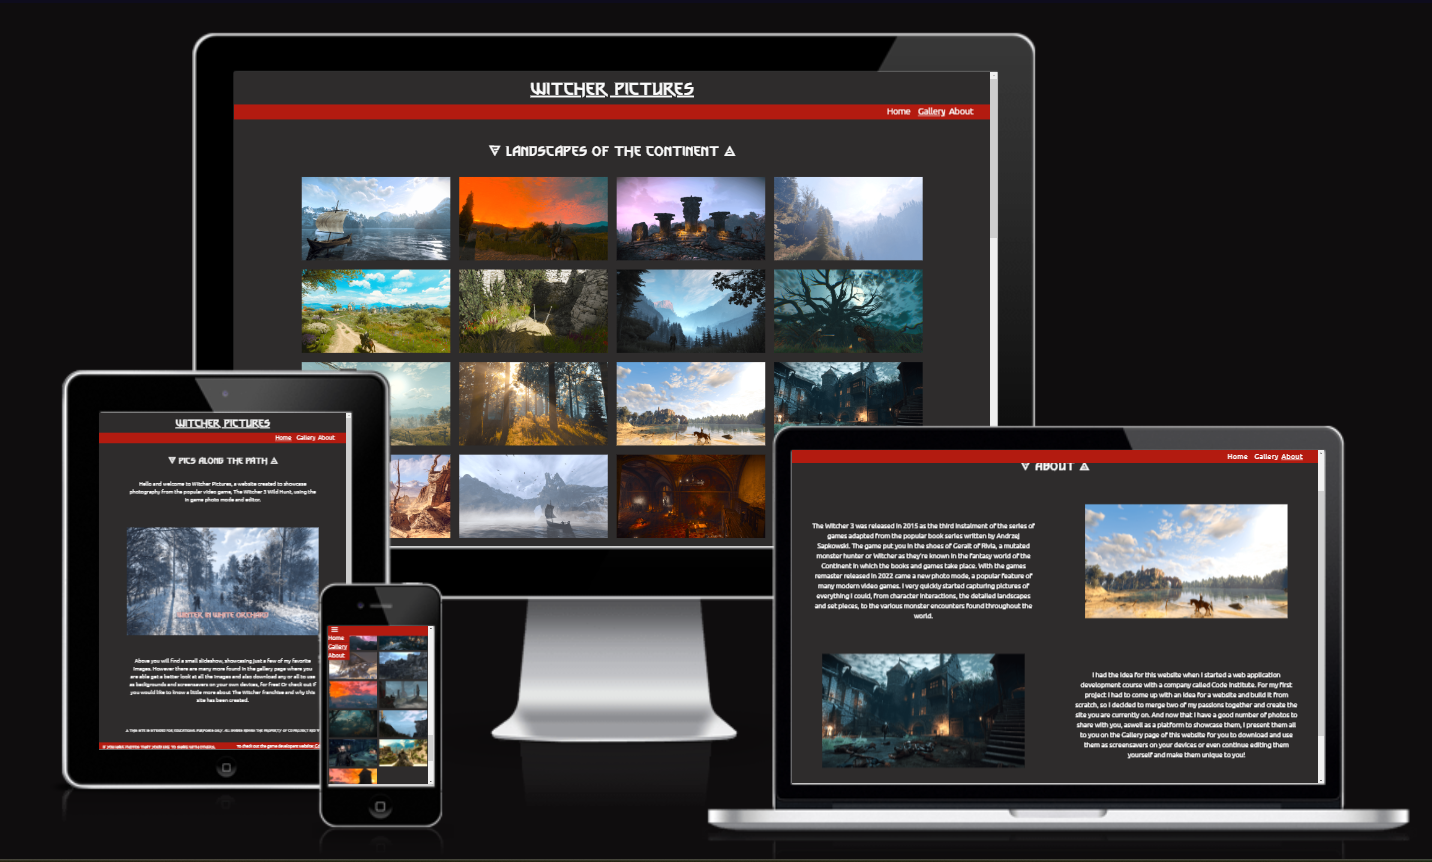 WITCHER PICTURES
Home Gallery About
LANDSCAPES OF THE CONTINENT
WITCHER PICTURES
Home Gallery About
PICS ALONG THE PATH
Hello and welcome to Witcher Pictures, a website created to showcase
photography from the popular video game, The Witcher 3 Wild Hunt, using the
in game photo mode and editor.
WINTER IN WHITE ORCHARD
Above you will find a small slideshow, showcasing just a few of my favorite
images. However there are many more found in the gallery page where you
are able get a better look at all the images and also download any or all to use
as backgrounds and screensavers on your own devices, for free! Or check out if
you would like to know a little more about The Witcher franchise and why this
site has been created.
To check out the game developers website:
Home
Gallery
About
Home Gallery About
ABOUT
The Witcher 3 was released in 2015 as the third instalment of the series of
games adapted from the popular book series written by Andrzej
Sapkowski. The game put you in the shoes of Geralt of Rivia, a mutated
monster hunter or Witcher as they're known in the fantasy world of the
Continent in which the books and games take place. With the games
remaster released in 2022 came a new photo mode, a popular feature of
many modern video games. I very quickly started capturing pictures of
everything I could, from character interactions, the detailed landscapes
and set pieces, to the various monster encounters found throughout the
world.
I had the idea for this website when I started a web application
development course with a company called Code Institute. For my first
project I had to come up with an idea for a website and build it from
scratch, so I decided to merge two of my passions together and create the
site you are currently on. And now that I have a good number of photos to
share with you, aswell as a platform to showcase them, I present them all
to you on the Gallery page of this website for you to download and use
them as screensavers on your devices or even continue editing them
yourself and make them unique to you!